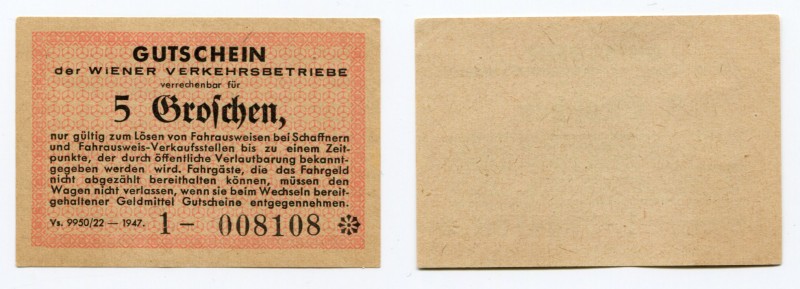 GUTSCHEIN
der WIENER VERKEHRSBETRIEBE
verrechenbar für
5 Groschen,
nur gültig zum Lösen von Fahrausweisen bei Schaffnern
und Fahrausweis-Verkaufsstellen bis zu einem Zeit-
punkte, der durch öffentliche Verlautbarung bekannt-
gegeben werden wird. Fahrgäste, die das Fahrgeld
nicht abgezählt bereithalten können, müssen den
Wagen nicht verlassen, wenn sie beim Wechseln bereit-
gehaltener Geldmittel Gutscheine entgegennehmen.
Vs. 9950/22 — 1947. 1 — 008108